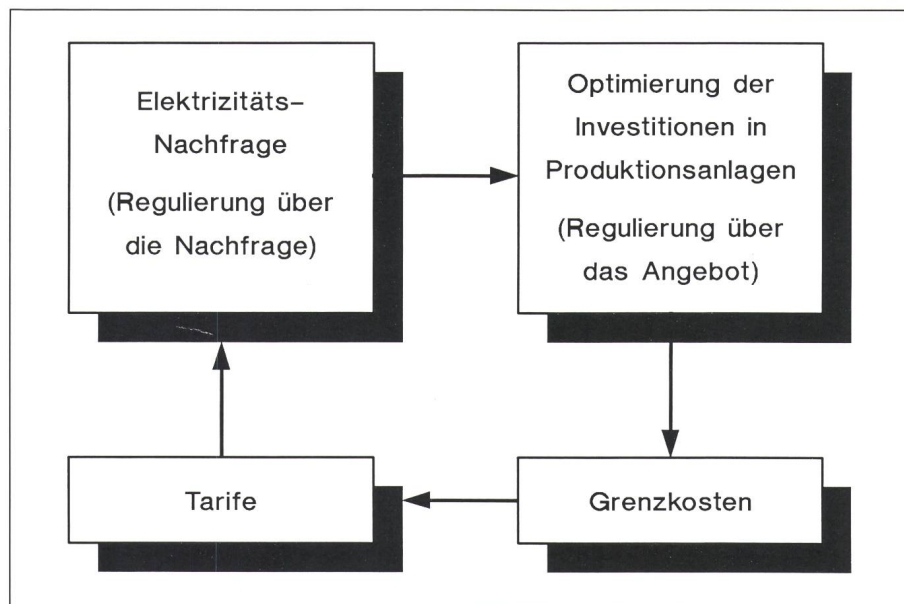 Elektrizitäts-
Nachfrage
(Regulierung über
die Nachfrage)
Optimierung der
Investitionen in
Produktionsanlagen
(Regulierung über
das Angebot)
Tarife
Grenzkosten